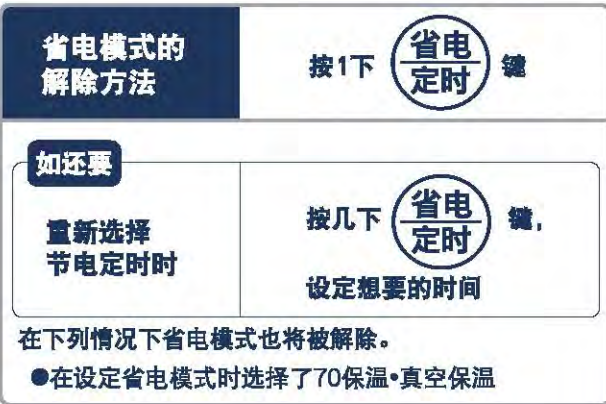 省电模式的
解除方法
按1下 省电
定时 键
如还要
重新选择
节电定时时
按几下 省电
定时 键,
设定想要的时间
在下列情况下省电模式也将被解除。
●在设定省电模式时选择了70保温•真空保温